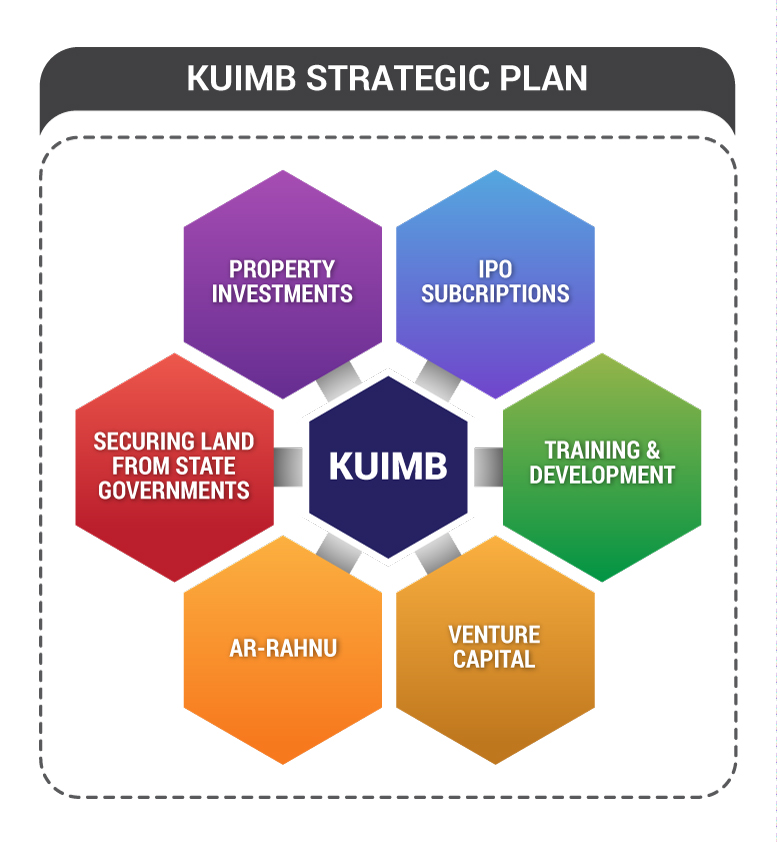 KUIMB STRATEGIC PLAN
PROPERTY
INVESTMENTS
IPO
SUBCRIPTIONS
SECURING LAND
FROM STATE
GOVERNMENTS
KUIMB
TRAINING &
DEVELOPMENT
AR-RAHNU
VENTURE
CAPITAL